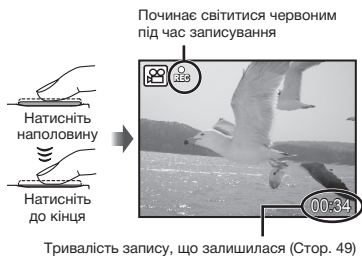 Починає світитися червоним
під час записування
REC
Натисніть
наполовину
Натисніть
до кінця
00:34
Тривалість запису, що залишилася (Стор. 49)